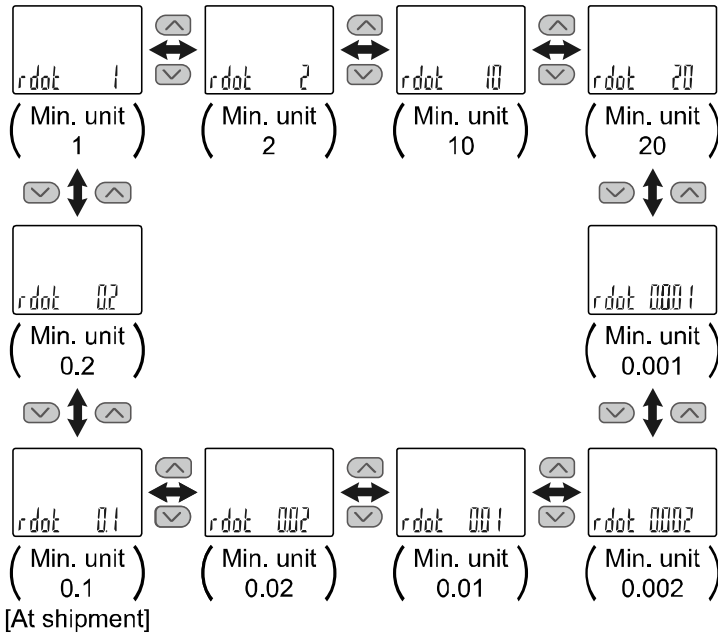 rdot 1
rdot 2
rdot 10
rdot 20
(Min. unit
1)
(Min. unit
2)
(Min. unit
10)
(Min. unit
20)
rdot 0.2
rdot 0.001
(Min. unit
0.2)
(Min. unit
0.001)
rdot 0.1
rdot 0.02
rdot 0.01
rdot 0.002
(Min. unit
0.1)
(Min. unit
0.02)
(Min. unit
0.01)
(Min. unit
0.002)
[At shipment]